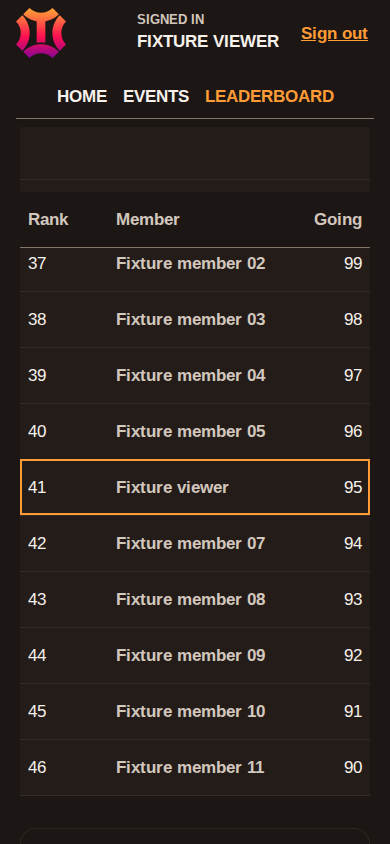 SIGNED IN
FIXTURE VIEWER
Sign out
HOME EVENTS LEADERBOARD
Rank Member Going
37 Fixture member 02 99
38 Fixture member 03 98
39 Fixture member 04 97
40 Fixture member 05 96
41 Fixture viewer 95
42 Fixture member 07 94
43 Fixture member 08 93
44 Fixture member 09 92
45 Fixture member 10 91
46 Fixture member 11 90